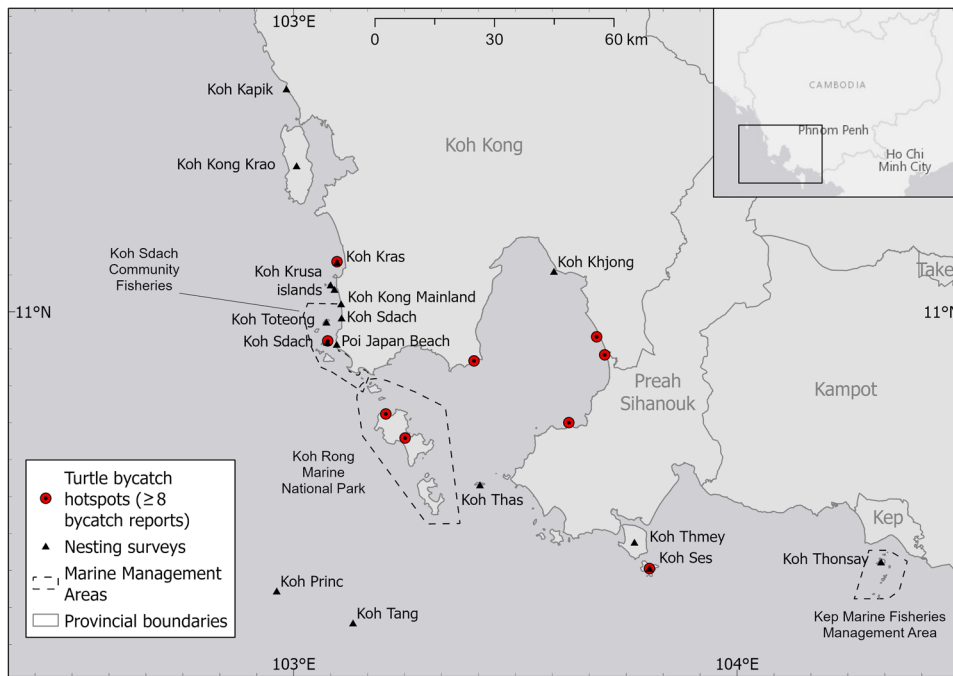 103°E
0
30
60 km
CAMBODIA
Phnom Penh
Ho Chi
Minh City
Koh Kapik
Koh Kong
Koh Kong Krao
Koh Sdach
Community
Fisheries
Koh Kras
Koh Khjong
Koh Krusa
islands
Koh Kong Mainland
Take
11°N
Koh Toteong
Koh Sdach
11°N
Koh Sdach
Poi Japan Beach
Preah
Sihanouk
Kampot
Koh Rong
Marine
National Park
Koh Thas
Kep
Koh Thmey
Koh Ses
Koh Thonsay
Koh Princ
Koh Tang
Kep Marine Fisheries
Management Area
Turtle bycatch
hotspots (≥8
bycatch reports)
Nesting surveys
Marine Management
Areas
Provincial boundaries
103°E
104°E